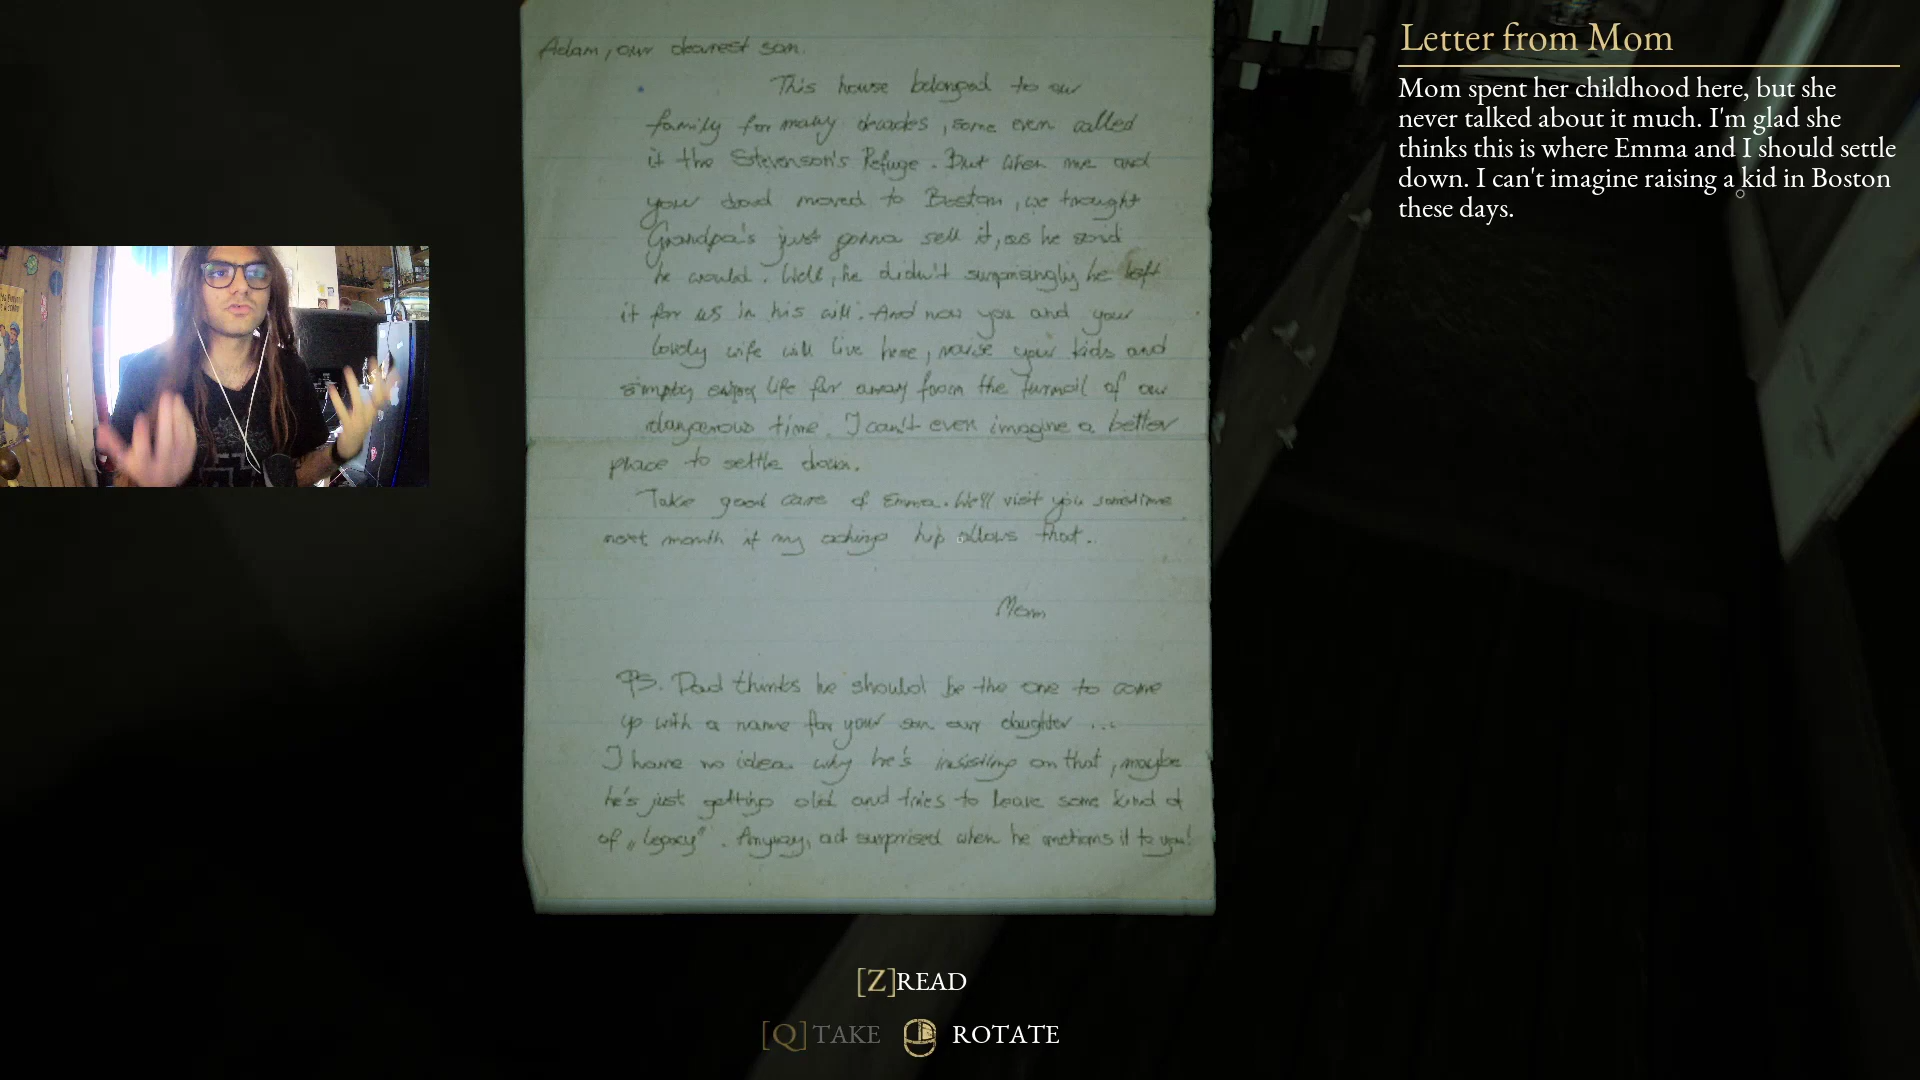 Adam, our dearest son.
This house belonged to our
family for many decades, some even called
it the Sstevenson's Refuge. But when me and
your dad moved to Boston, we tought
Grandpa's just gonna sell it, as he said
he would. Well, he didn't surprisingly he left
it for us in his will. And now you and your
lovely wife will live here, raise your kids and
simply enjoy life far away from the turmoil of our
dangerous time. I can't even imagine a better
place to settle down.
Take good care of Emma. We'll visit you sometime
next month if my aching hip allows that.
Mom
PS. Dad thinks he should be the one to come
up with a name for your son our daughter ...
I have no idea why he's insisting on that, maybe
he's just getting old and tries to leave some kind of
of „legacy". Anyway, act surprised when he metions it to you!
Letter from Mom
Mom spent her childhood here, but she
never talked about it much. I'm glad she
thinks this is where Emma and I should settle
down. I can't imagine raising a kid in Boston
these days.
[Z]READ
[Q] TAKE ROTATE